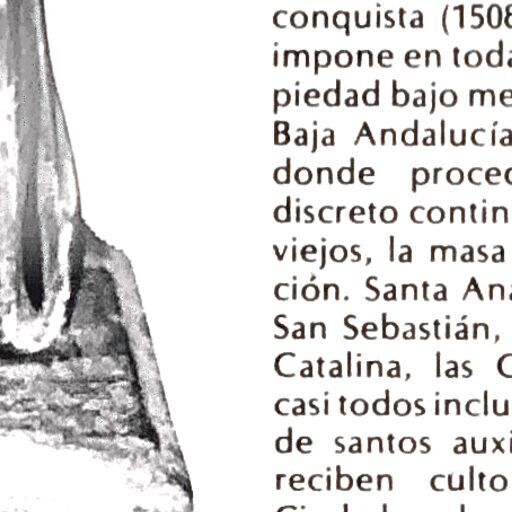 conquista (1508
impone en toda
piedad bajo me
Baja Andalucía
donde proced
discreto contin
viejos, la masa
ción. Santa Ana
San Sebastián,
Catalina, las
casi todos inclu
de santos auxi
reciben culto